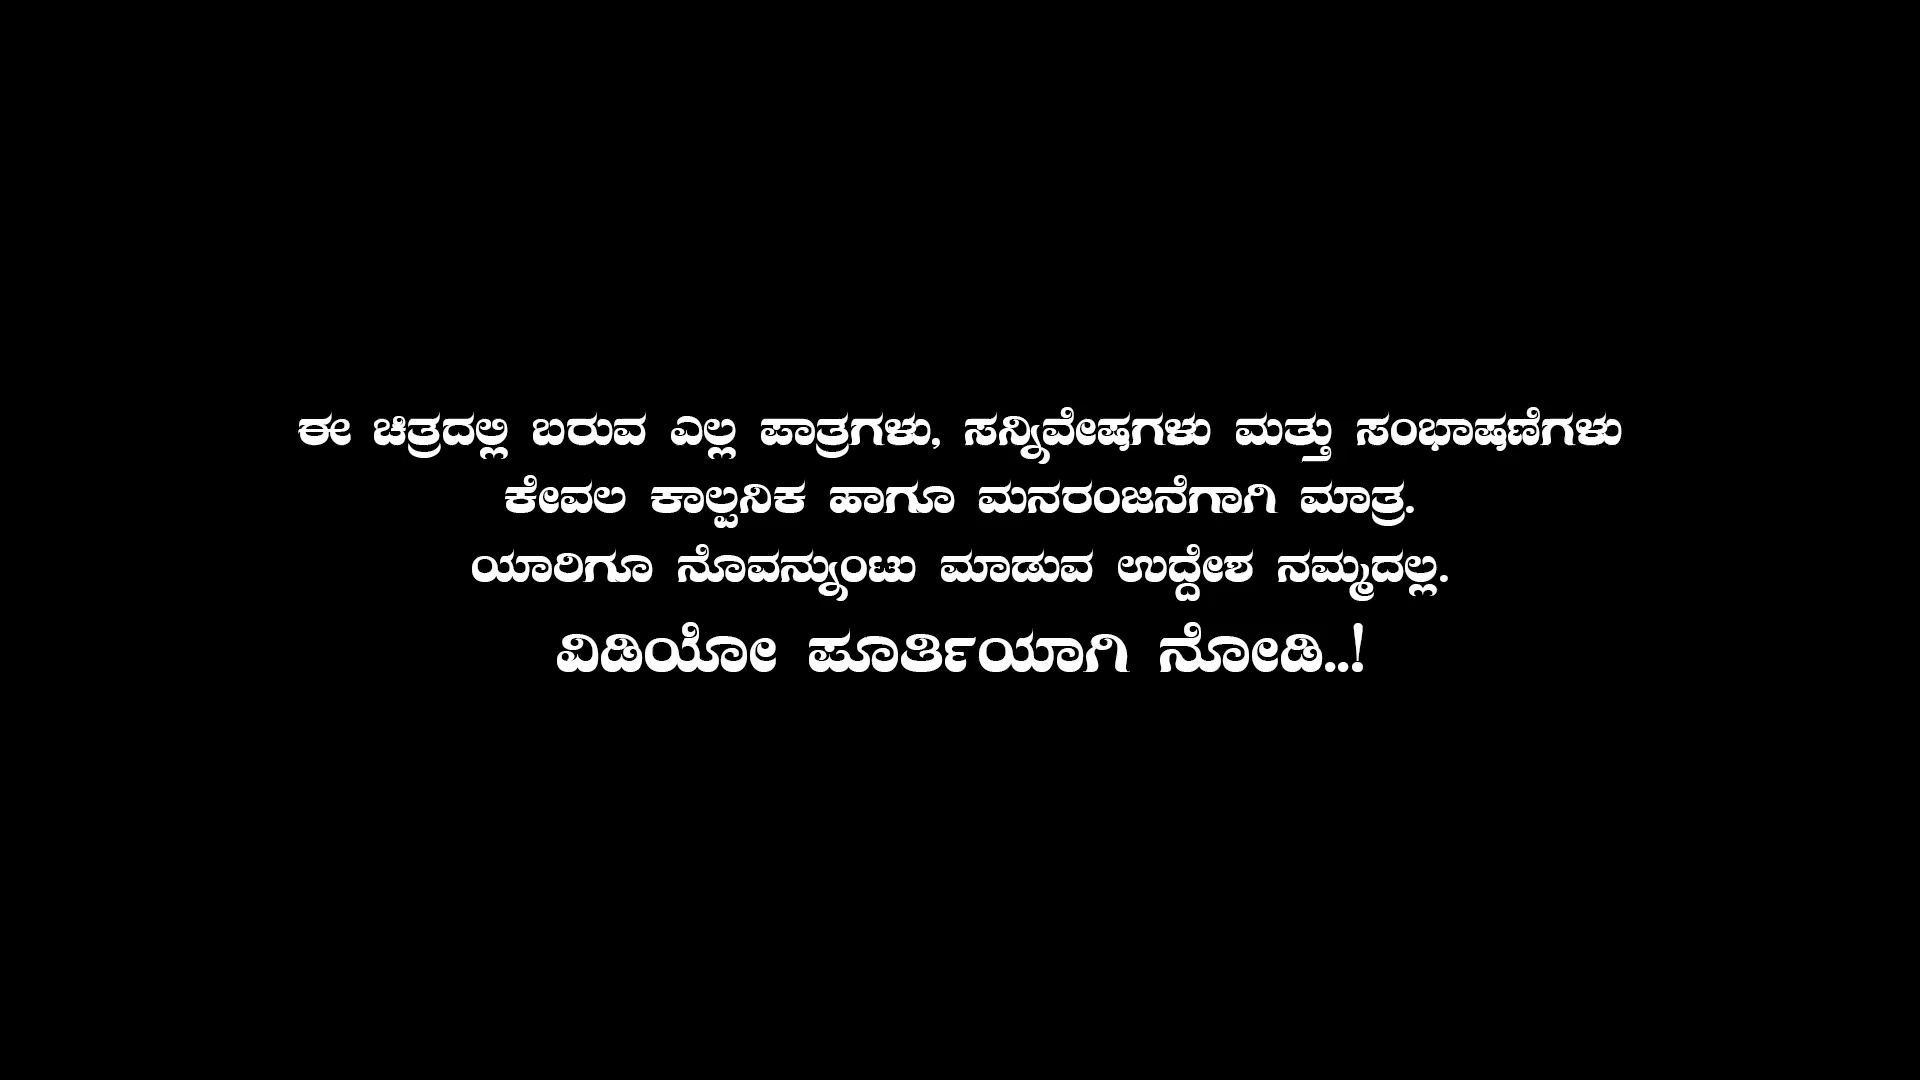 ಈ ಚಿತ್ರದಲ್ಲಿ ಬರುವ ಎಲ್ಲ ಪಾತ್ರಗಳು, ಸನ್ನಿವೇಷಗಳು ಮತ್ತು ಸಂಭಾಷಣೆಗಳು
ಕೇವಲ ಕಾಲ್ಪನಿಕ ಹಾಗೂ ಮನರಂಜನೆಗಾಗಿ ಮಾತ್ರ.
ಯಾರಿಗೂ ನೊವನ್ನುಂಟು ಮಾಡುವ ಉದ್ದೇಶ ನಮ್ಮದಲ್ಲ.
ವಿಡಿಯೋ ಪೂರ್ತಿಯಾಗಿ ನೋಡಿ..!